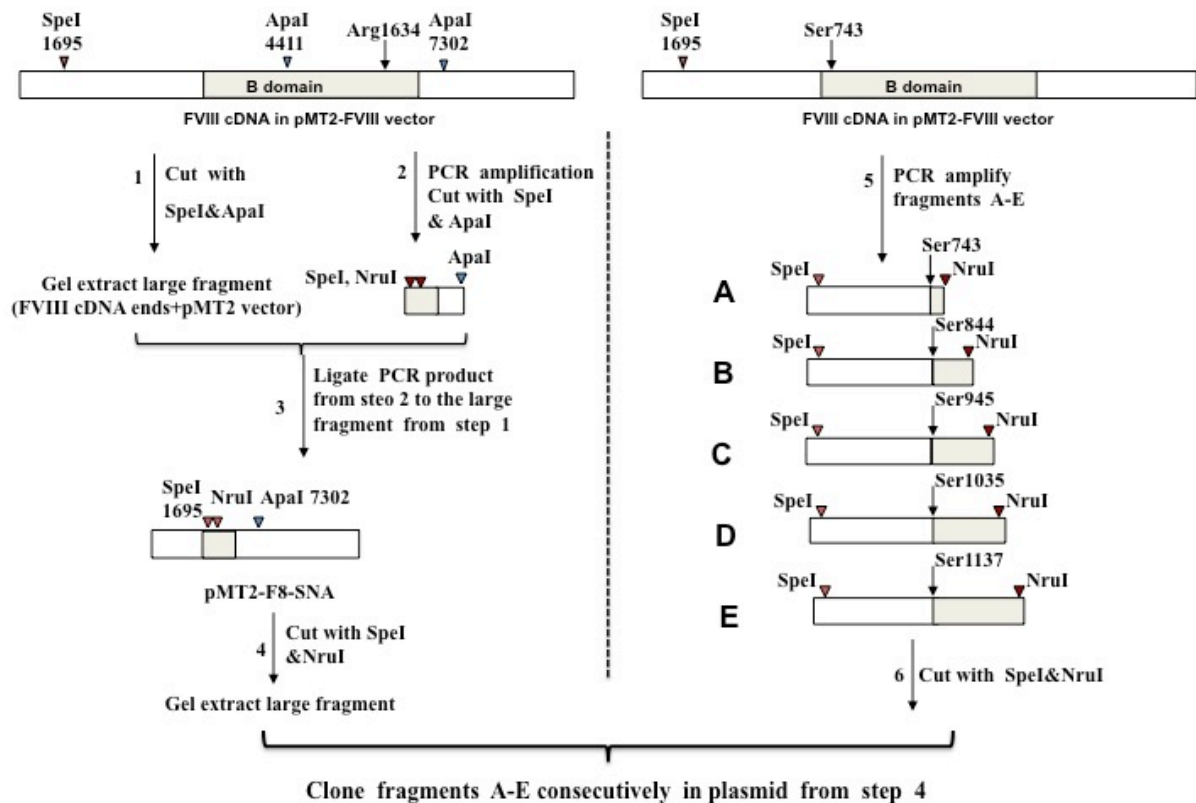 SpeI
1695
ApaI
4411
Arg1634
ApaI
7302
B domain
FVIII cDNA in pMT2-FVIII vector
1
Cut with
SpeI&ApaI
2
PCR amplification
Cut with SpeI
& ApaI
Gel extract large fragment
(FVIII cDNA ends+pMT2 vector)
SpeI, NruI
ApaI
3
Ligate PCR product
from steo 2 to the large
fragment from step 1
SpeI
1695
NruI
ApaI 7302
pMT2-F8-SNA
4
Cut with SpeI
&NruI
Gel extract large fragment
SpeI
1695
Ser743
B domain
FVIII cDNA in pMT2-FVIII vector
5
PCR amplify
fragments A-E
A
SpeI
Ser743
NruI
B
SpeI
Ser844
NruI
C
SpeI
Ser945
NruI
D
SpeI
Ser1035
NruI
E
SpeI
Ser1137
NruI
6
Cut with SpeI&NruI
Clone fragments A-E consecutively in plasmid from step 4